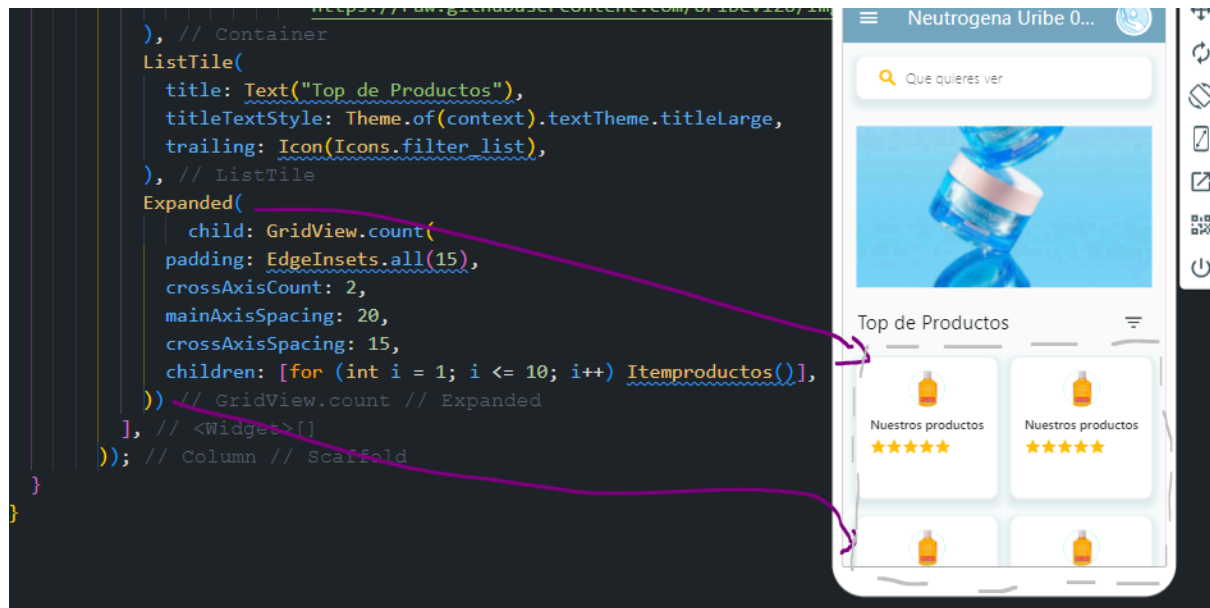 ), // Container
ListTile(
title: Text("Top de Productos"),
titleTextStyle: Theme.of(context).textTheme.titleLarge,
trailing: Icon(Icons.filter_list),
), // ListTile
Expanded(
child: GridView.count(
padding: EdgeInsets.all(15),
crossAxisCount: 2,
mainAxisSpacing: 20,
crossAxisSpacing: 15,
children: [for (int i = 1; i <= 10; i++) Itemproductos()],
)) // GridView.count // Expanded
], // <Widget>[]
)); // Column // Scaffold
}
}
Neutrogena Uribe 0...
Que quieres ver
Top de Productos
Nuestros productos
Nuestros productos